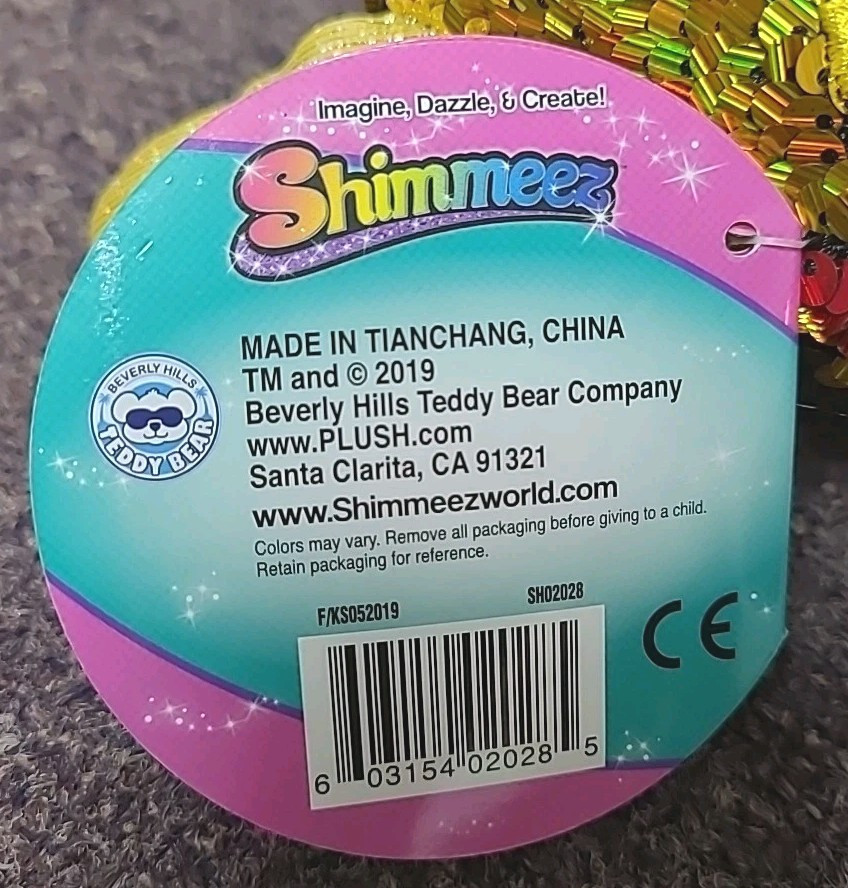 Imagine, Dazzle, & Create!
Shimmeez
MADE IN TIANCHANG, CHINA
TM and © 2019
Beverly Hills Teddy Bear Company
www.PLUSH.com
Santa Clarita, CA 91321
www.Shimmeezworld.com
Colors may vary. Remove all packaging before giving to a child.
Retain packaging for reference.
BEVERLY HILLS
TEDDY BEAR
F/KS052019
SH02028
CE
6 03154 02028 5